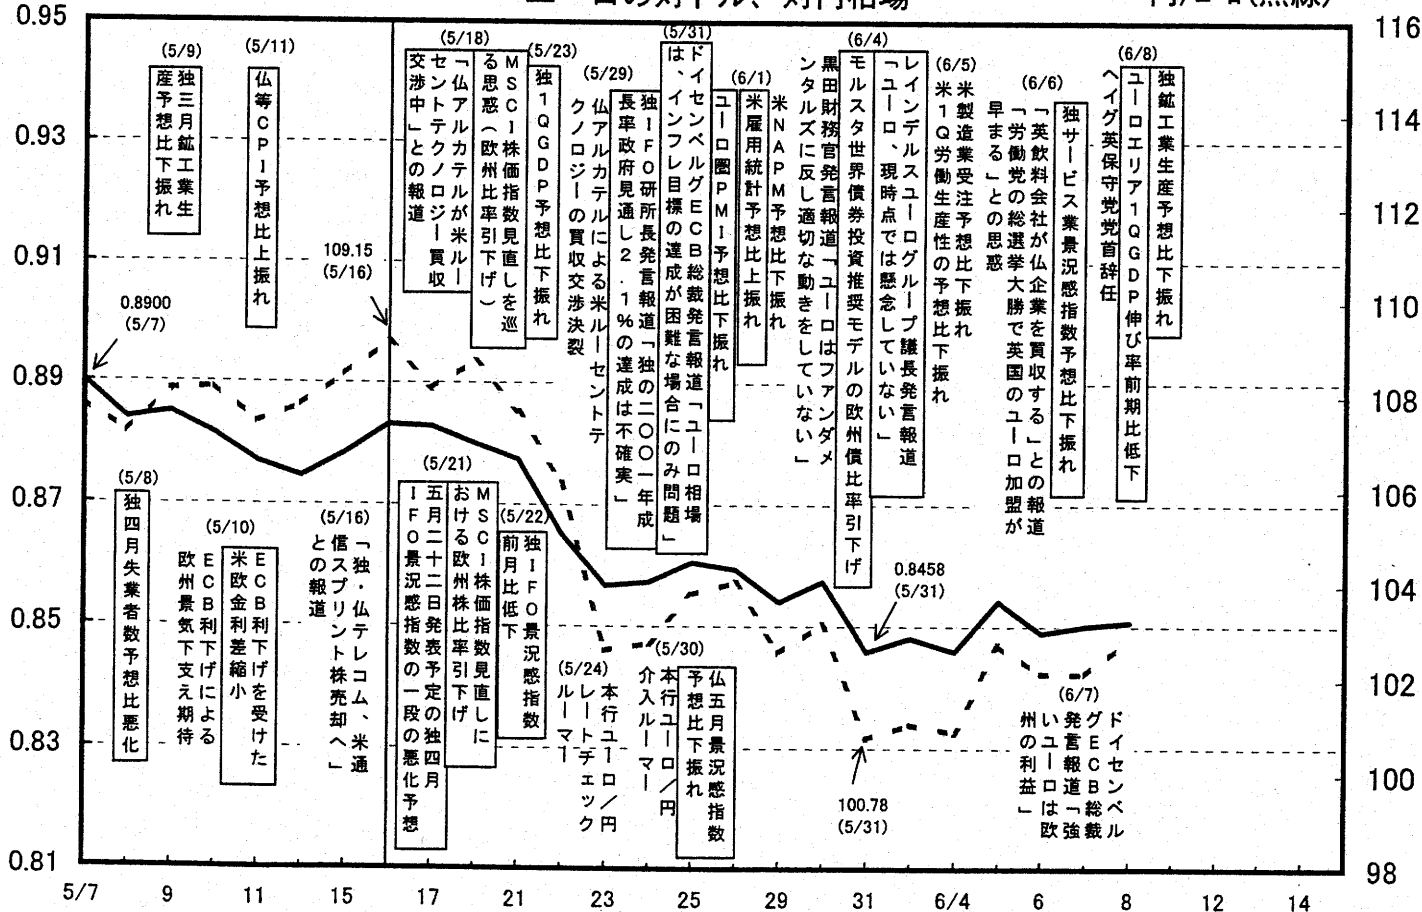 ユーロの対ドル、対円相場
円/ユーロ(点線)
0.95
0.93
0.91
0.89
0.87
0.85
0.83
0.81
116
114
112
110
108
106
104
102
100
98
5/7
9
11
15
17
21
23
25
29
31
6/4
6
8
12
14
0.8900
(5/7)
(5/8)
独四月失業者数予想比悪化
(5/9)
独三月鉱工業生
産予想比下振れ
(5/10)
ECB利下げを受けた
米欧金利差縮小
ECB利下げによる
欧州景気下支え期待
(5/11)
仏等CPI予想比上振れ
109.15
(5/16)
(5/16)
「独・仏テレコム、米通
信スプリント株売却へ」
との報道
(5/18)
MSCI株価指数見直しを巡
る思惑(欧州比率引下げ)
「仏アルカテルが米ルー
セントテクノロジー買収
交渉中」との報道
(5/21)
MSCI株価指数見直しに
おける欧州株比率引下げ
五月二十二日発表予定の独四月
IFO景況感指数の一段の悪化予想
(5/22)
独IFO景況感指数
前月比低下
(5/23)
独1QGDP予想比下振れ
(5/24)
本行ユーロ/円
レートチェック
ルーマー
(5/29)
独IFO研所長発言報道「独の二〇〇一年成
長率政府見通し2.1%の達成は不確実」
仏アルカテルによる米ルーセントテ
クノロジーの買収交渉決裂
(5/30)
仏五月景況感指数
予想比下振れ
本行ユーロ/円
介入ルーマー
(5/31)
ドイセンベルグECB総裁発言報道「ユーロ相場
は、インフレ目標の達成が困難な場合にのみ問題」
0.8458
(5/31)
100.78
(5/31)
(6/1)
米NAPM予想比下振れ
米雇用統計予想比上振れ
ユーロ圏PMI予想比下振れ
(6/4)
レインデルスユーログループ議長発言報道
「ユーロ、現時点では懸念していない」
モルスタ世界債券投資推奨モデルの欧州債比率引下げ
黒田財務官発言報道「ユーロはファンダメ
ンタルズに反し適切な動きをしていない」
(6/5)
米製造業受注予想比下振れ
米1Q労働生産性の予想比下振れ
(6/6)
独サービス業景況感指数予想比下振れ
「英飲料会社が仏企業を買収する」との報道
「労働党の総選挙大勝で英国のユーロ加盟が
早まる」との思惑
(6/7)
ドイセンベル
グECB総裁
発言報道「強
いユーロは欧
州の利益」
(6/8)
独鉱工業生産予想比下振れ
ユーロエリア1QGDP伸び率前期比低下
ヘイグ英保守党党首辞任